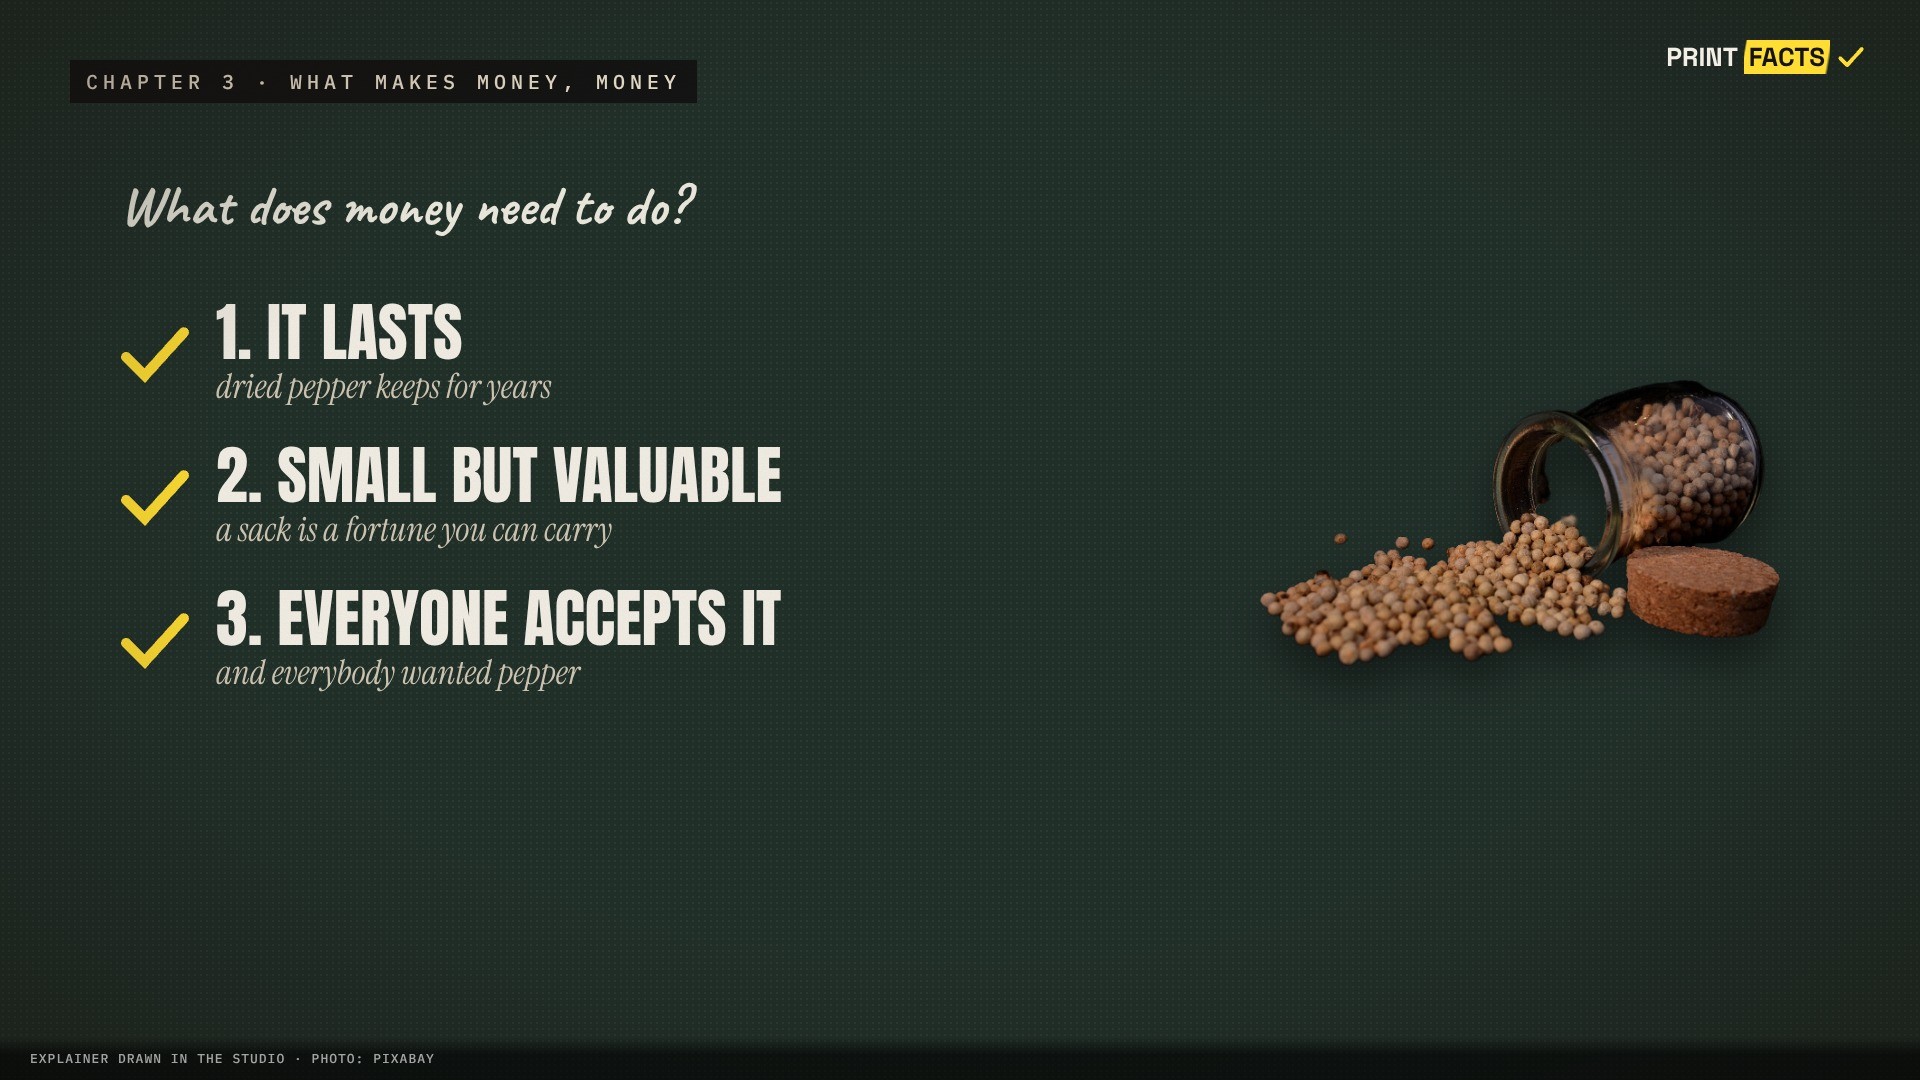 CHAPTER 3 · WHAT MAKES MONEY, MONEY
PRINT FACTS
What does money need to do?
1. IT LASTS
dried pepper keeps for years
2. SMALL BUT VALUABLE
a sack is a fortune you can carry
3. EVERYONE ACCEPTS IT
and everybody wanted pepper
EXPLAINER DRAWN IN THE STUDIO · PHOTO: PIXABAY